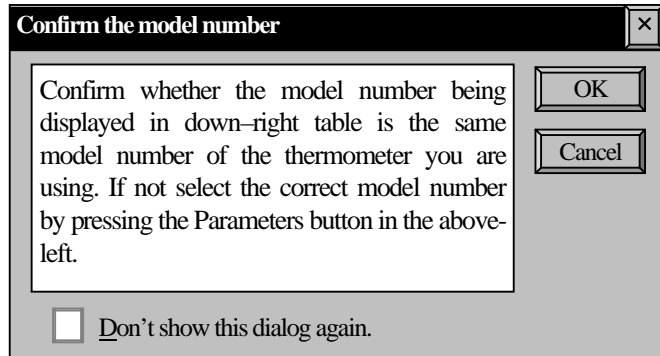 Confirm the model number
×
Confirm whether the model number being
displayed in down–right table is the same
model number of the thermometer you are
using. If not select the correct model number
by pressing the Parameters button in the above-
left.
OK
Cancel
Don’t show this dialog again.